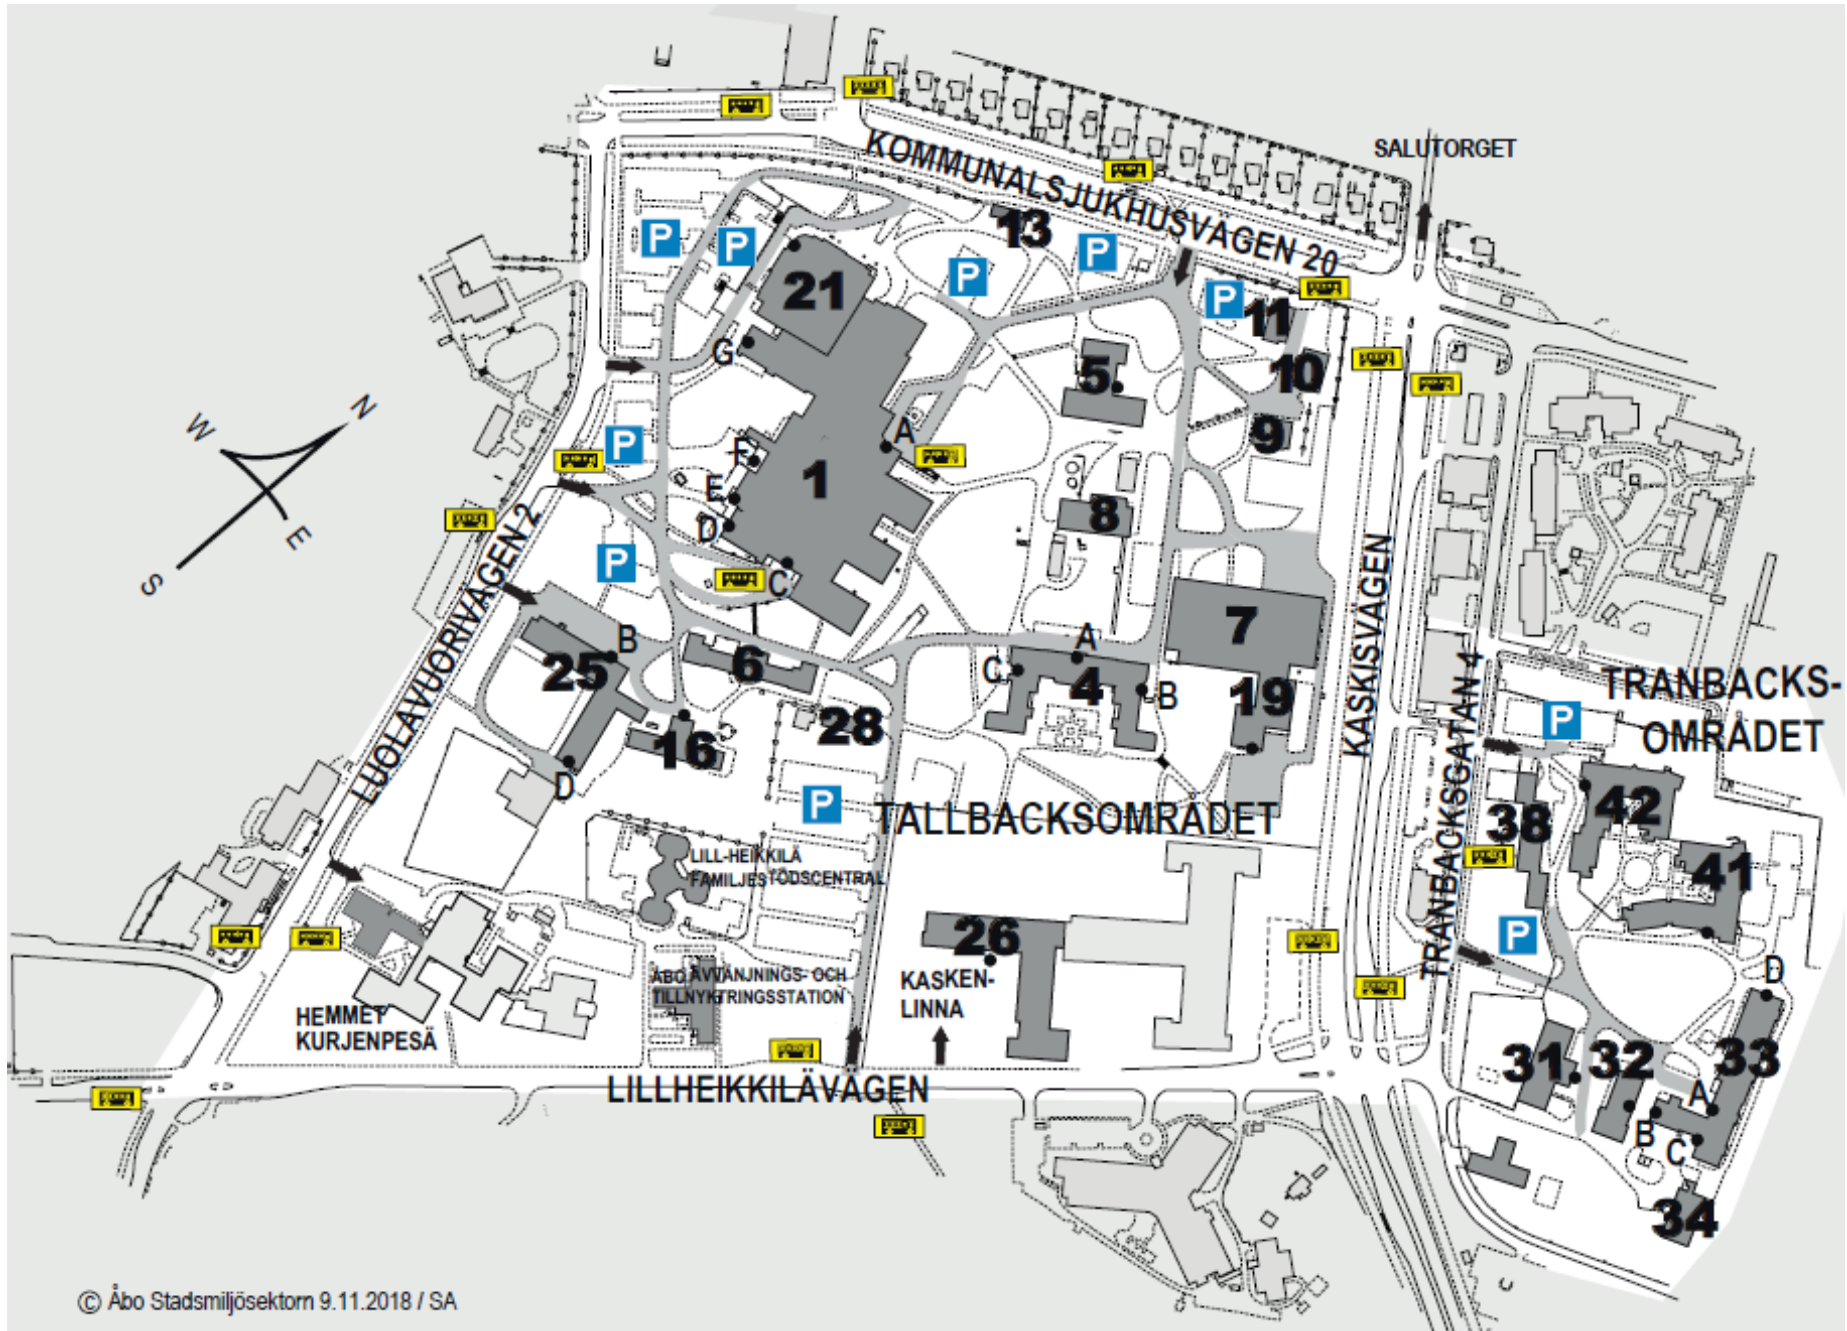 SALUTORGET
KOMMUNALSJUKHUSVÄGEN 20
13
P
P
P
P
P
21
11
G
5
10
N
W
A
9
P
F
1
E
8
E
D
S
P
C
LUOLAVUORIVÄGEN 2
KASKISVÄGEN
7
B
A
25
6
C
4
B
19
TRANBACKS-
OMRÅDET
TRANBACKSGATAN 4
P
28
16
D
P
TALLBACKSOMRÅDET
38
42
LILL-HEIKKILÄ
FAMILJESTÖDSCENTRAL
41
26
P
ÅBO AVVÄNJNINGS- OCH
TILLNYKTRINGSSTATION
KASKEN-
LINNA
D
HEMMET
KURJENPESÄ
31
32
33
A
LILLHEIKKILÄVÄGEN
B
C
34
© Åbo Stadsmiljösektorn 9.11.2018 / SA